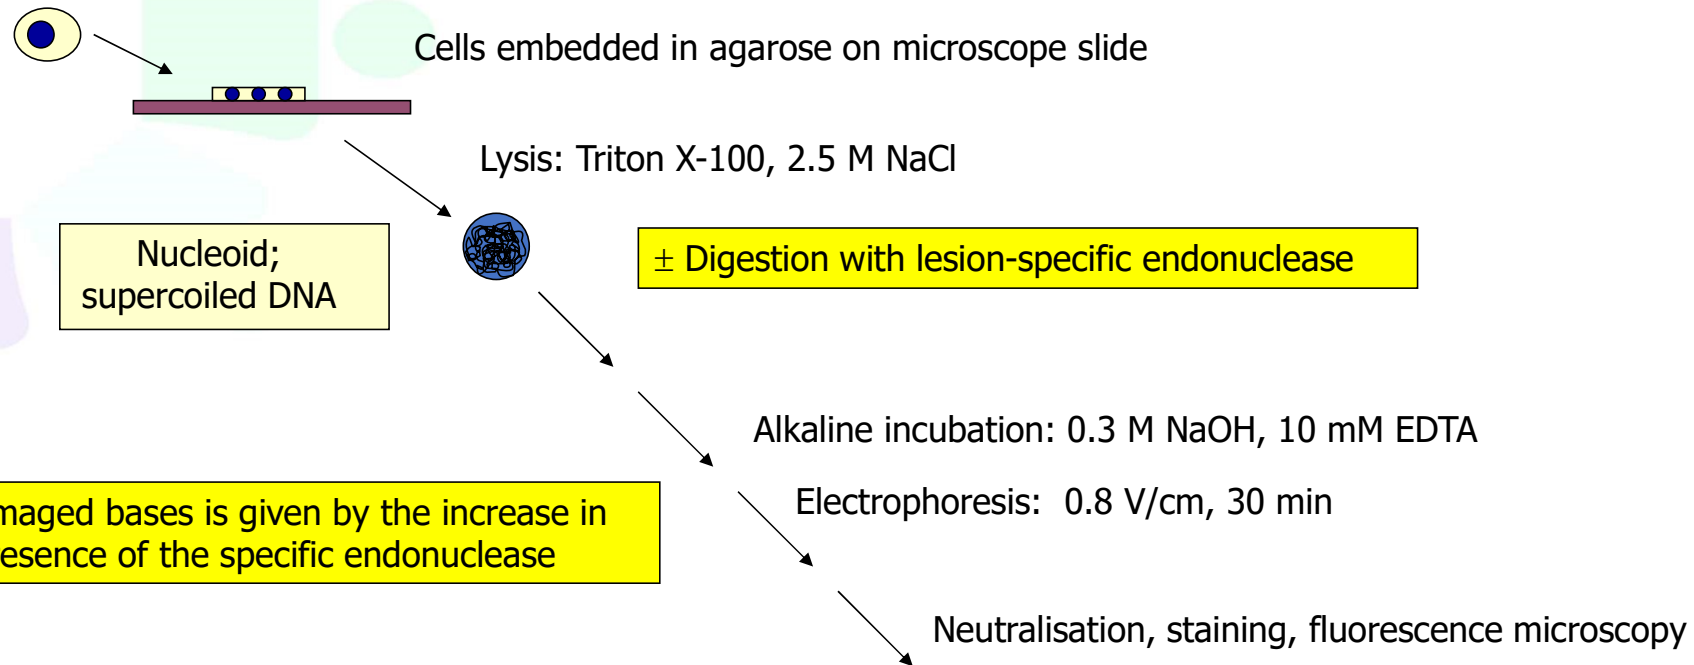 Cells embedded in agarose on microscope slide
Lysis: Triton X-100, 2.5 M NaCl
Nucleoid;
supercoiled DNA
± Digestion with lesion-specific endonuclease
Alkaline incubation: 0.3 M NaOH, 10 mM EDTA
Electrophoresis: 0.8 V/cm, 30 min
maged bases is given by the increase in
esence of the specific endonuclease
Neutralisation, staining, fluorescence microscopy